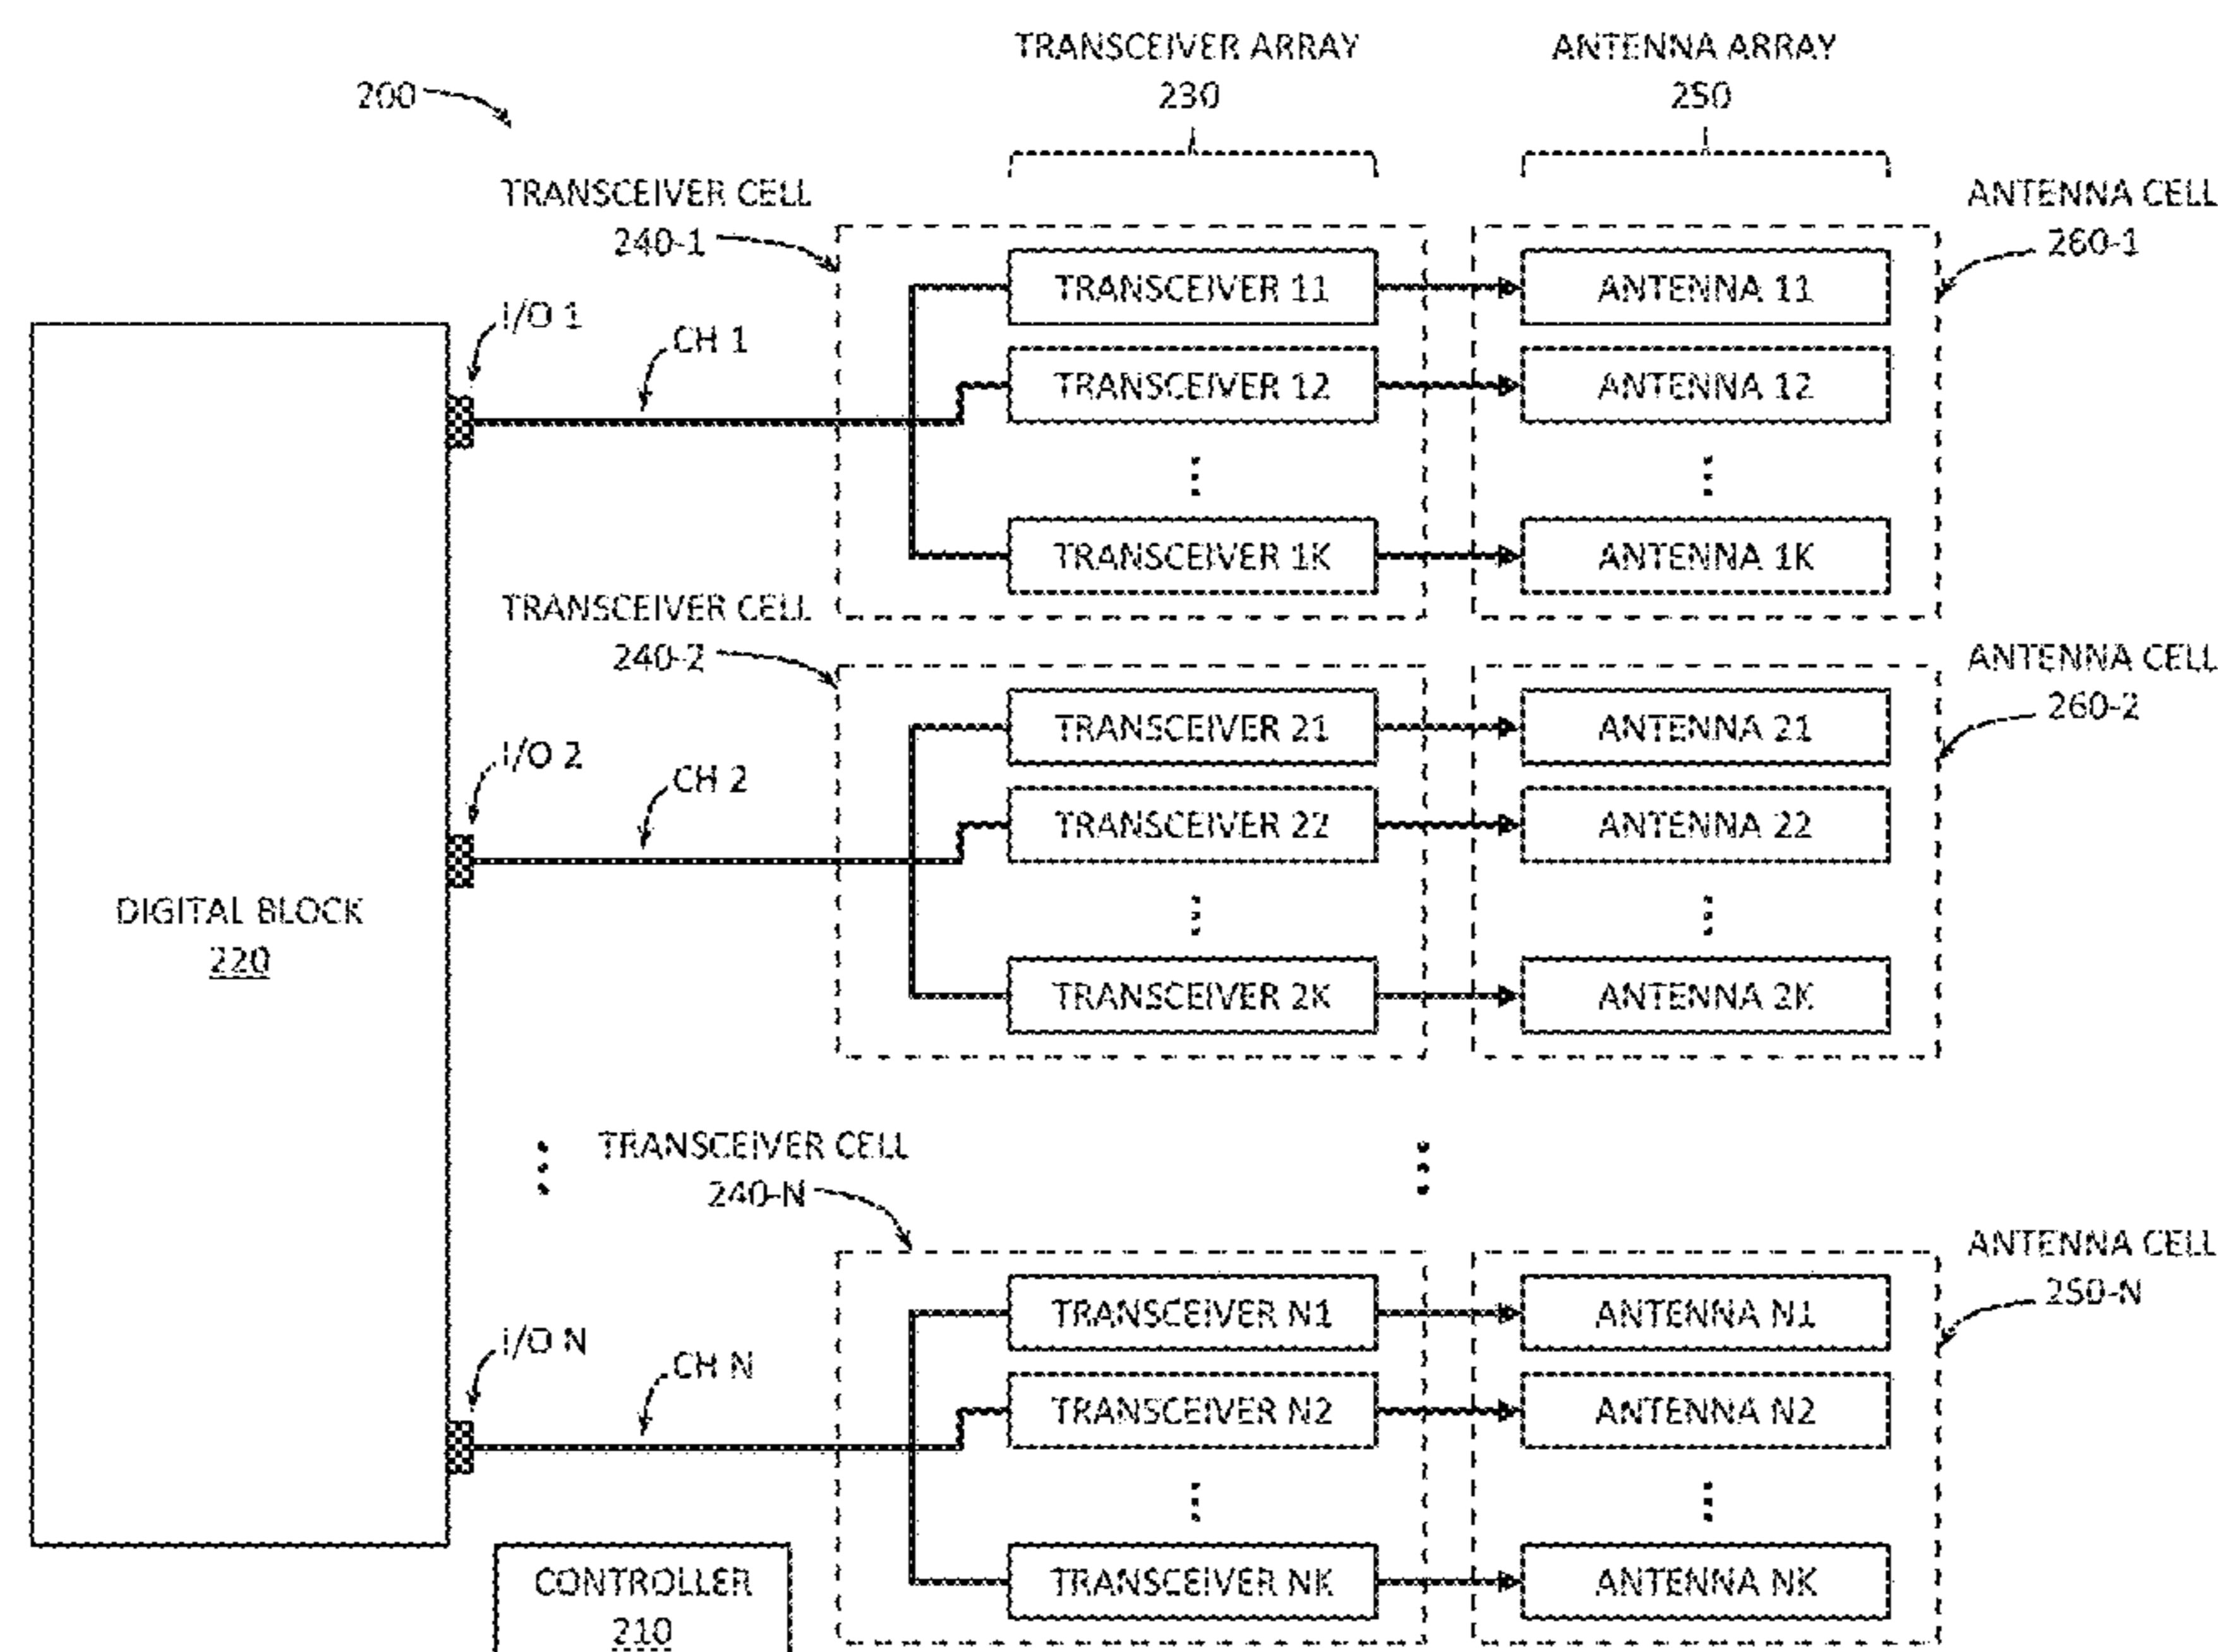 TRANSCEIVER ARRAY
230
ANTENNA ARRAY
250
200
TRANSCEIVER CELL
240-1
ANTENNA CELL
260-1
TRANSCEIVER 11
ANTENNA 11
I/O 1
CH 1
TRANSCEIVER 12
ANTENNA 12
TRANSCEIVER 1K
ANTENNA 1K
TRANSCEIVER CELL
240-2
ANTENNA CELL
260-2
TRANSCEIVER 21
ANTENNA 21
I/O 2
CH 2
TRANSCEIVER 22
ANTENNA 22
DIGITAL BLOCK
220
TRANSCEIVER 2K
ANTENNA 2K
TRANSCEIVER CELL
240-N
ANTENNA CELL
250-N
TRANSCEIVER N1
ANTENNA N1
I/O N
CH N
TRANSCEIVER N2
ANTENNA N2
CONTROLLER
210
TRANSCEIVER NK
ANTENNA NK